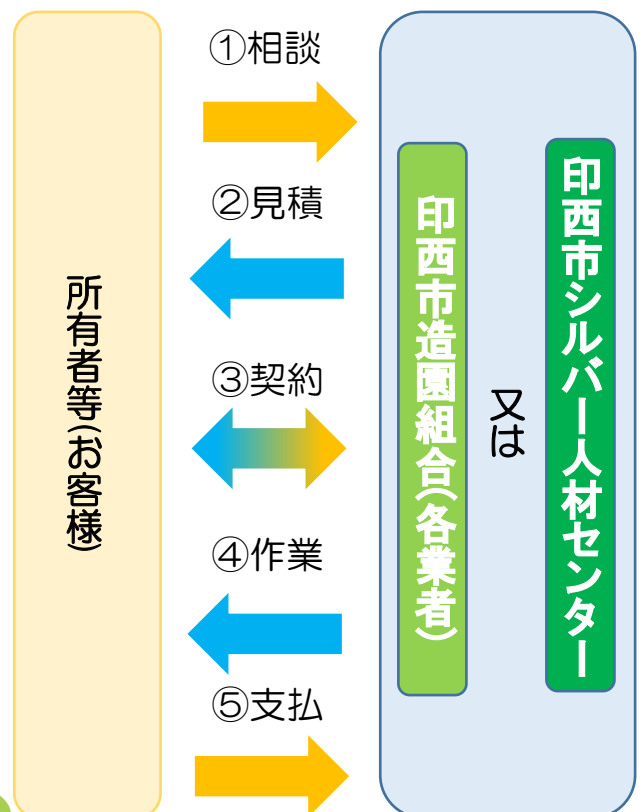 所有者等(お客様)
①相談
②見積
③契約
④作業
⑤支払
印西市造園組合(各業者)
又は
印西市シルバー人材センター